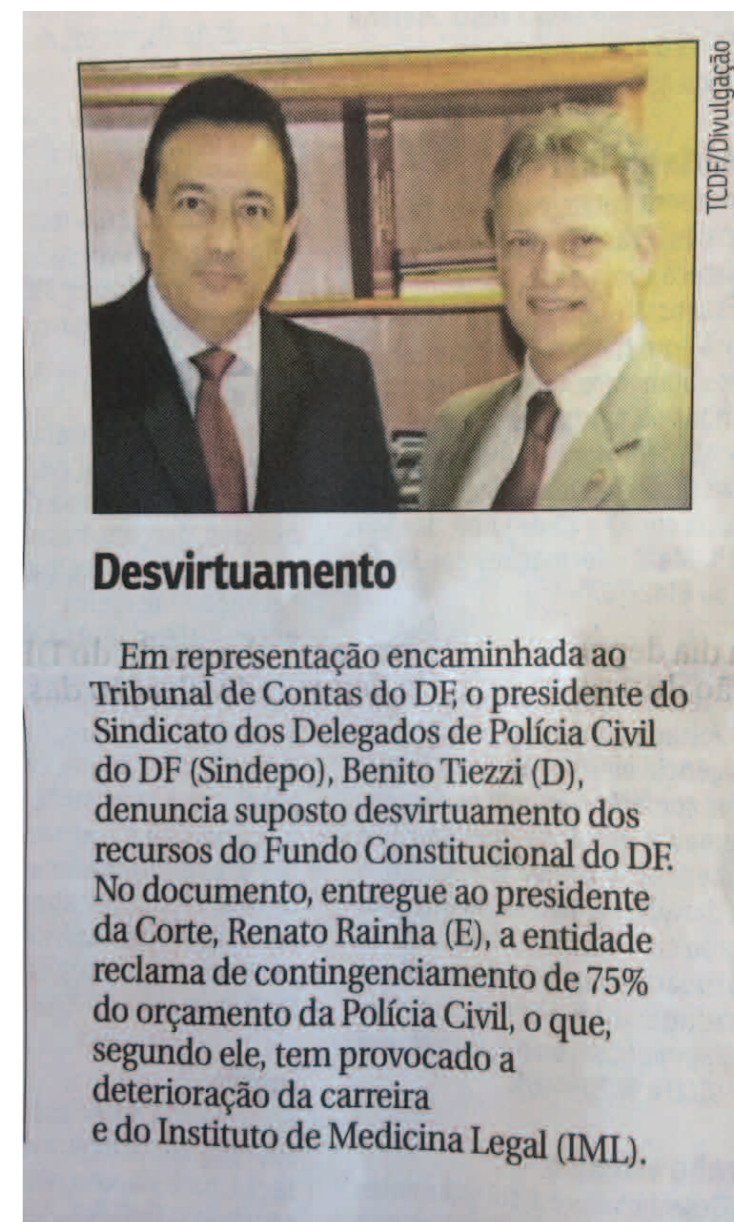 TCDF/Divulgação
Desvirtuamento
Em representação encaminhada ao
Tribunal de Contas do DF, o presidente do
Sindicato dos Delegados de Polícia Civil
do DF (Sindepo), Benito Tiezzi (D),
denuncia suposto desvirtuamento dos
recursos do Fundo Constitucional do DF.
No documento, entregue ao presidente
da Corte, Renato Rainha (E), a entidade
reclama de contingenciamento de 75%
do orçamento da Polícia Civil, o que,
segundo ele, tem provocado a
deterioração da carreira
e do Instituto de Medicina Legal (IML).